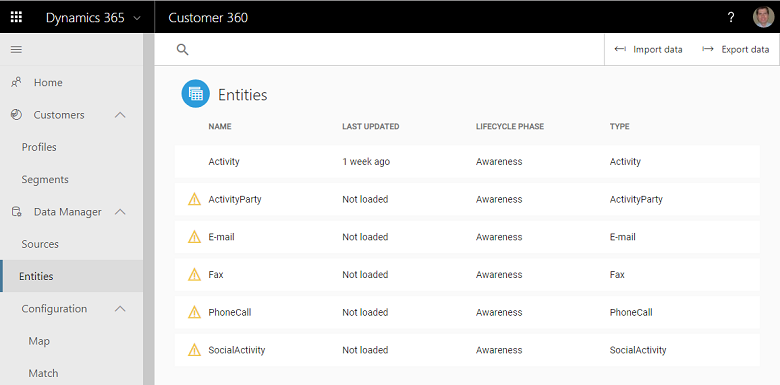 Dynamics 365
Customer 360
?
Import data
Export data
Home
Customers
Profiles
Segments
Data Manager
Sources
Entities
Configuration
Map
Match
Entities
NAME LAST UPDATED LIFECYCLE PHASE TYPE
Activity 1 week ago Awareness Activity
ActivityParty Not loaded Awareness ActivityParty
E-mail Not loaded Awareness E-mail
Fax Not loaded Awareness Fax
PhoneCall Not loaded Awareness PhoneCall
SocialActivity Not loaded Awareness SocialActivity